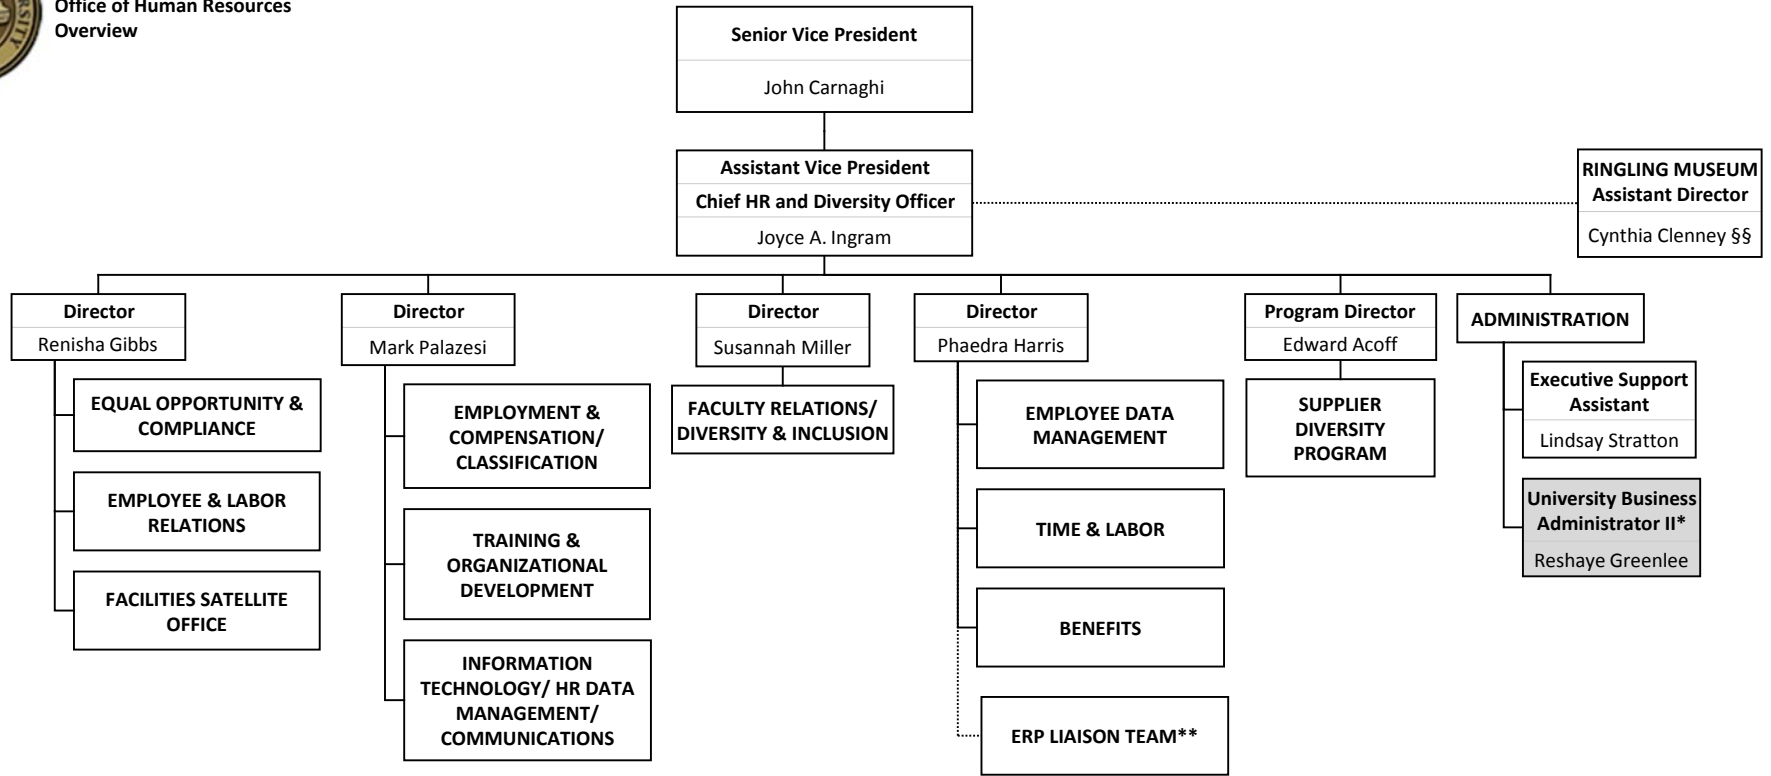 Office of Human Resources
Overview
Senior Vice President
John Carnaghi
Assistant Vice President
Chief HR and Diversity Officer
Joyce A. Ingram
RINGLING MUSEUM
Assistant Director
Cynthia Clenney §§
Director
Renisha Gibbs
EQUAL OPPORTUNITY &
COMPLIANCE
EMPLOYEE & LABOR
RELATIONS
FACILITIES SATELLITE
OFFICE
Director
Mark Palazesi
EMPLOYMENT &
COMPENSATION/
CLASSIFICATION
TRAINING &
ORGANIZATIONAL
DEVELOPMENT
INFORMATION
TECHNOLOGY/ HR DATA
MANAGEMENT/
COMMUNICATIONS
Director
Susannah Miller
FACULTY RELATIONS/
DIVERSITY & INCLUSION
Director
Phaedra Harris
EMPLOYEE DATA
MANAGEMENT
TIME & LABOR
BENEFITS
ERP LIAISON TEAM**
Program Director
Edward Acoff
SUPPLIER
DIVERSITY
PROGRAM
ADMINISTRATION
Executive Support
Assistant
Lindsay Stratton
University Business
Administrator II*
Reshaye Greenlee